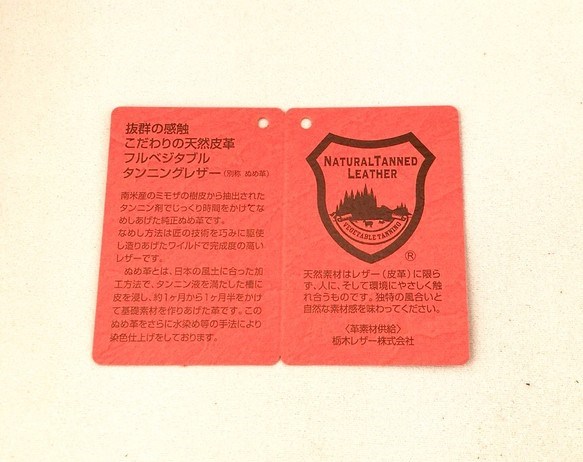 抜群の感触
こだわりの天然皮革
フルベジタブル
タンニングレザー（別称 ぬめ革）
南米産のミモザの樹皮から抽出された
タンニン剤でじっくり時間をかけてな
めしあげた純正ぬめ革です。
なめし方法は匠の技術を巧みに駆使
し造りあげたワイルドで完成度の高い
レザーです。
ぬめ革とは、日本の風土に合った加
工方法で、タンニン液を満たした槽に
皮を浸し、約1ヶ月から1ヶ月半をかけ
て基礎素材を作りあげた革です。この
ぬめ革をさらに水染め等の手法により
染色仕上げをしております。
NATURAL TANNED
LEATHER
VEGETABLE TANNING
®
天然素材はレザー（皮革）に限ら
ず、人に、そして環境にやさしく触
れ合うものです。独特の風合いと
自然な素材感を味わってください。
〈革素材供給〉
栃木レザー株式会社